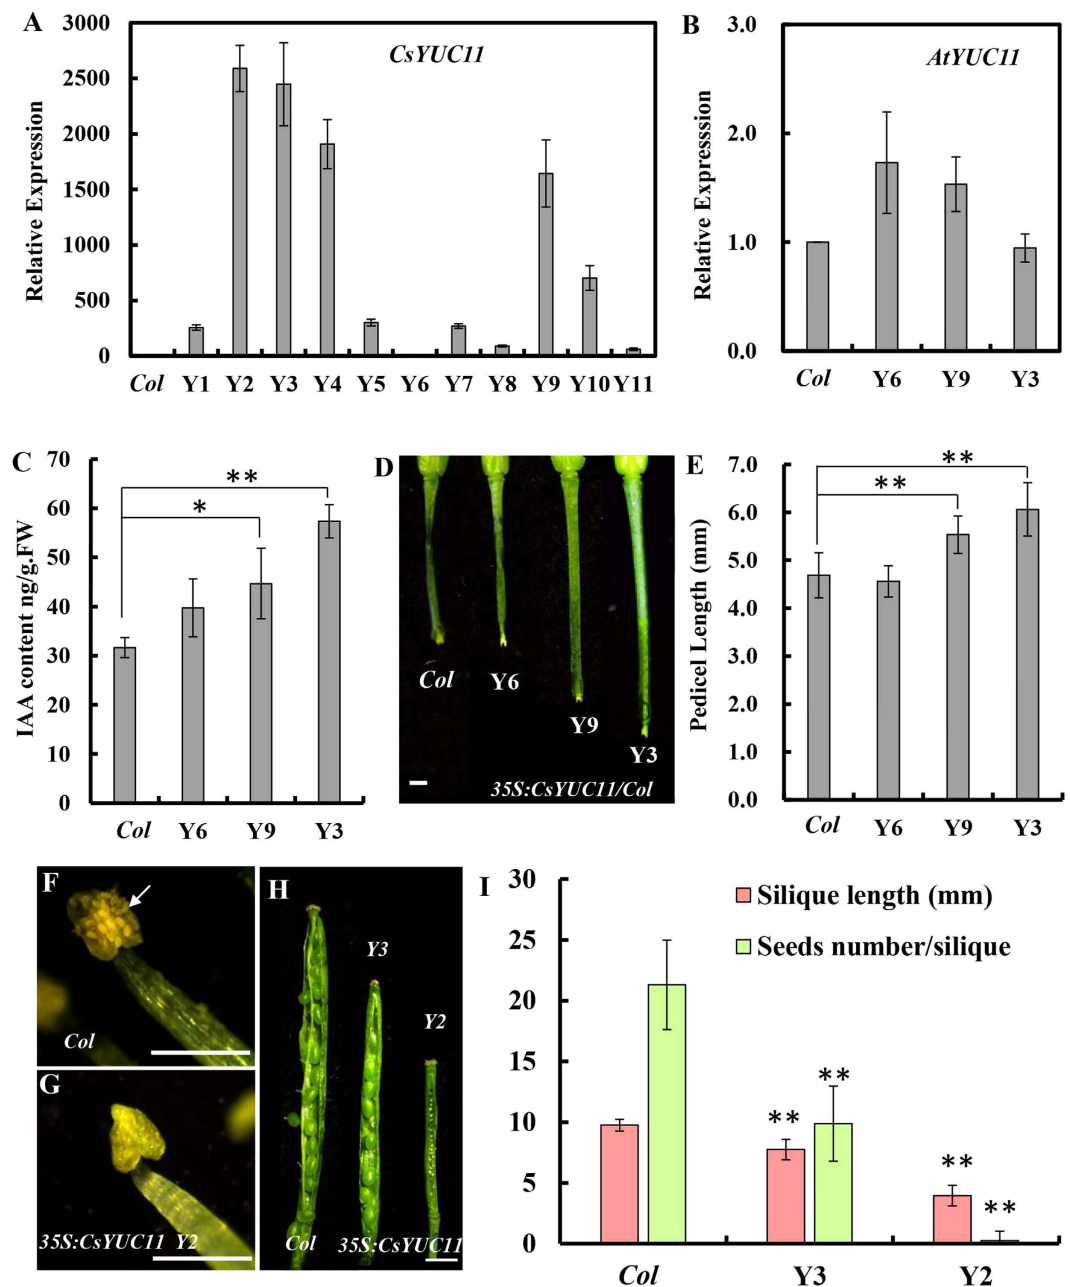 A
CsYUC11
Relative Expression
3000
2500
2000
1500
1000
500
0
Col Y1 Y2 Y3 Y4 Y5 Y6 Y7 Y8 Y9 Y10 Y11
B
AtYUC11
Relative Expresssion
3.0
2.0
1.0
0.0
Col Y6 Y9 Y3
C
IAA content ng/g.FW
70
60
50
40
30
20
10
0
**
*
Col Y6 Y9 Y3
D
Col
Y6
Y9
Y3
35S:CsYUC11/Col
E
Pedicel Length (mm)
7.0
6.0
5.0
4.0
3.0
2.0
1.0
0.0
**
**
Col Y6 Y9 Y3
F
Col
G
35S:CsYUC11 Y2
H
Y3
Y2
Col 35S:CsYUC11
I
Silique length (mm)
Seeds number/silique
30
25
20
15
10
5
0
**
**
**
**
Col Y3 Y2